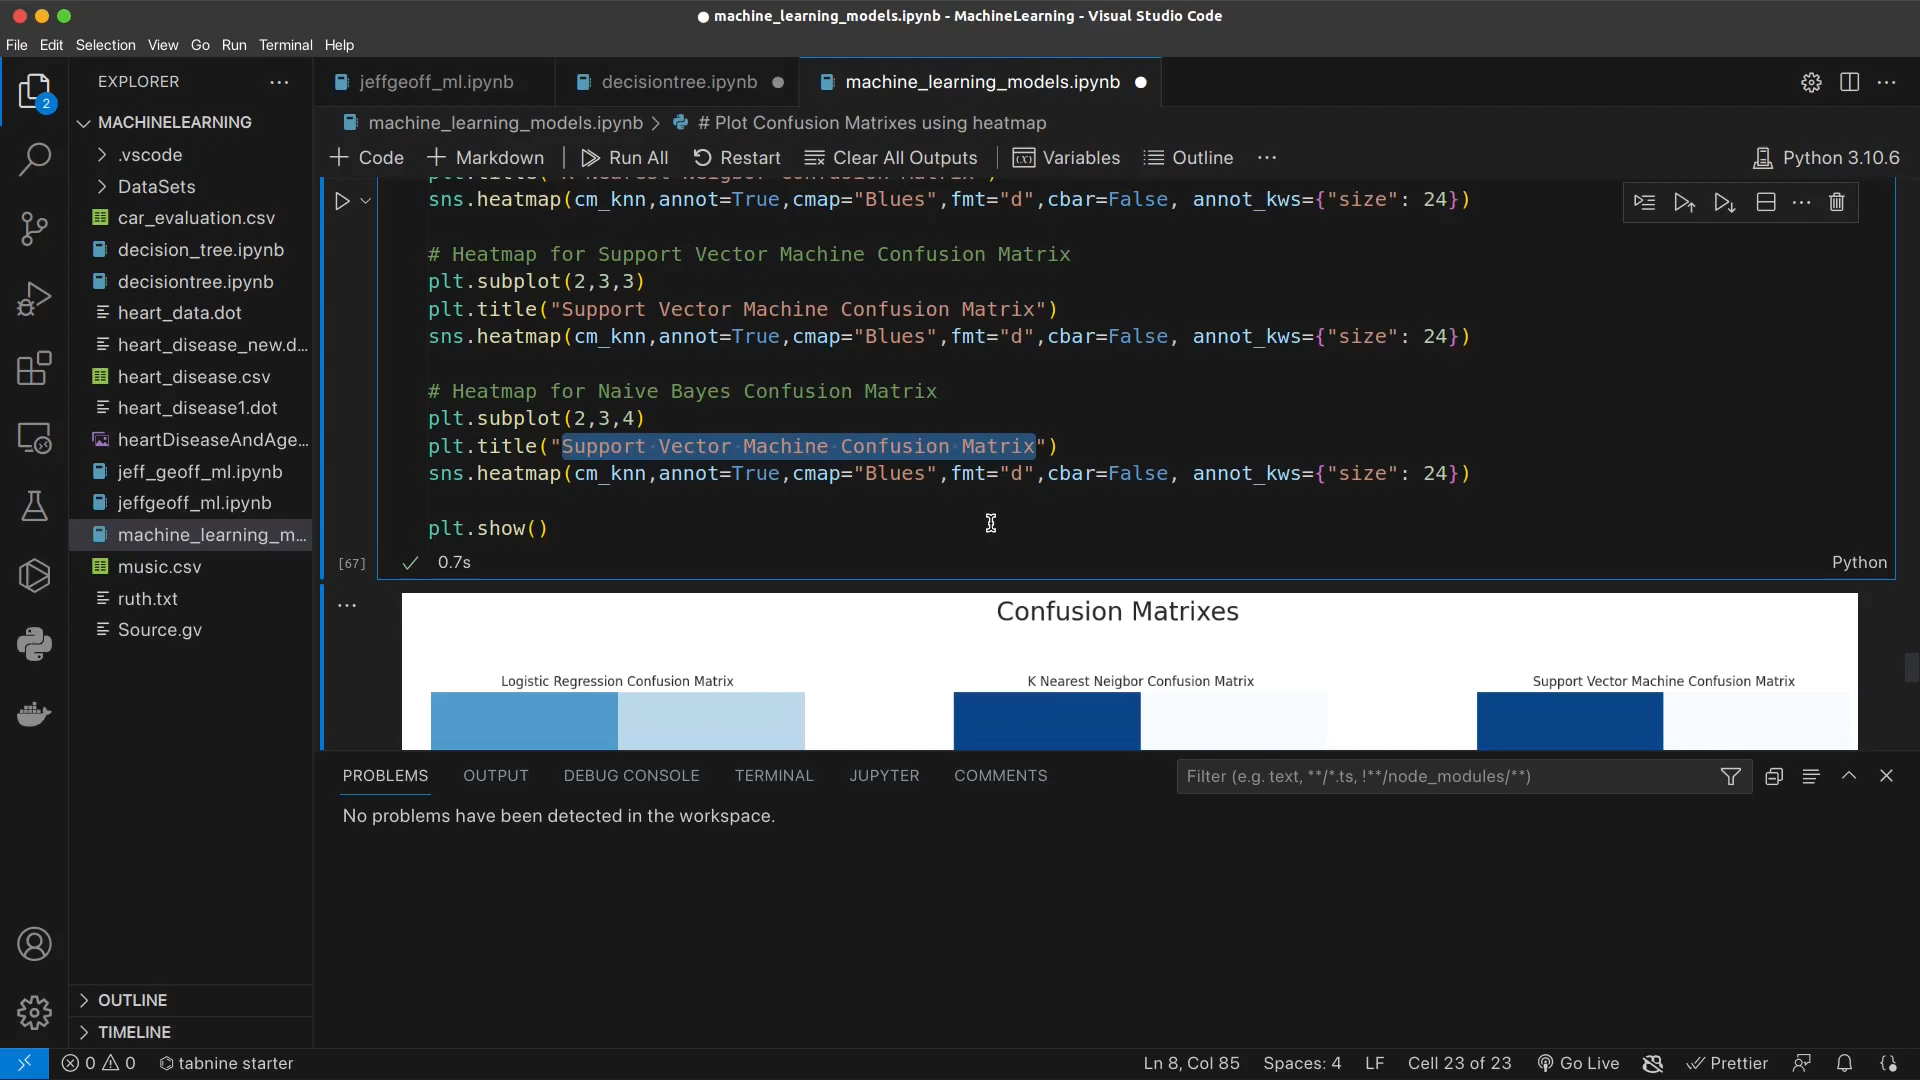 machine_learning_models.ipynb - MachineLearning - Visual Studio Code
File Edit Selection View Go Run Terminal Help
EXPLORER
jeffgeoff_ml.ipynb
decisiontree.ipynb
machine_learning_models.ipynb
2
MACHINELEARNING
machine_learning_models.ipynb > # Plot Confusion Matrixes using heatmap
.vscode
DataSets
car_evaluation.csv
decision_tree.ipynb
decisiontree.ipynb
heart_data.dot
heart_disease_new.d...
heart_disease.csv
heart_disease1.dot
heartDiseaseAndAge...
jeff_geoff_ml.ipynb
jeffgeoff_ml.ipynb
machine_learning_m...
music.csv
ruth.txt
Source.gv
OUTLINE
TIMELINE
+ Code + Markdown Run All Restart Clear All Outputs Variables Outline ...
Python 3.10.6
plt.title("K Nearest Neigbor Confusion Matrix")
sns.heatmap(cm_knn,annot=True,cmap="Blues",fmt="d",cbar=False, annot_kws={"size": 24})
# Heatmap for Support Vector Machine Confusion Matrix
plt.subplot(2,3,3)
plt.title("Support Vector Machine Confusion Matrix")
sns.heatmap(cm_knn,annot=True,cmap="Blues",fmt="d",cbar=False, annot_kws={"size": 24})
# Heatmap for Naive Bayes Confusion Matrix
plt.subplot(2,3,4)
plt.title("Support Vector Machine Confusion Matrix")
sns.heatmap(cm_knn,annot=True,cmap="Blues",fmt="d",cbar=False, annot_kws={"size": 24})
plt.show()
[67]
0.7s
Python
Confusion Matrixes
Logistic Regression Confusion Matrix
K Nearest Neigbor Confusion Matrix
Support Vector Machine Confusion Matrix
PROBLEMS OUTPUT DEBUG CONSOLE TERMINAL JUPYTER COMMENTS
Filter (e.g. text, **/*.ts, !**/node_modules/**)
No problems have been detected in the workspace.
0 0 tabnine starter
Ln 8, Col 85 Spaces: 4 LF Cell 23 of 23 Go Live Prettier